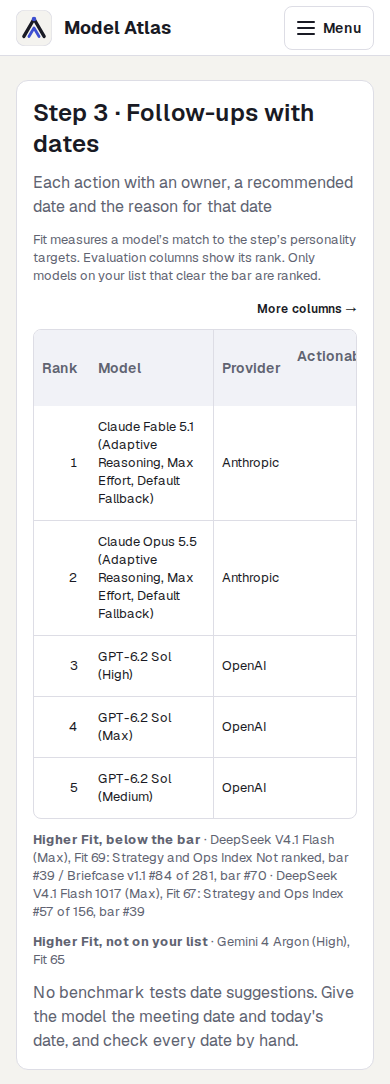 Model Atlas
Menu
Step 3 · Follow-ups with
dates
Each action with an owner, a recommended
date and the reason for that date
Fit measures a model's match to the step's personality
targets. Evaluation columns show its rank. Only
models on your list that clear the bar are ranked.
More columns →
Rank Model Provider Actionab
1 Claude Fable 5.1 (Adaptive Reasoning, Max Effort, Default Fallback) Anthropic
2 Claude Opus 5.5 (Adaptive Reasoning, Max Effort, Default Fallback) Anthropic
3 GPT-6.2 Sol (High) OpenAI
4 GPT-6.2 Sol (Max) OpenAI
5 GPT-6.2 Sol (Medium) OpenAI
Higher Fit, below the bar · DeepSeek V4.1 Flash
(Max), Fit 69: Strategy and Ops Index Not ranked, bar
#39 / Briefcase v1.1 #84 of 281, bar #70 · DeepSeek
V4.1 Flash 1017 (Max), Fit 67: Strategy and Ops Index
#57 of 156, bar #39
Higher Fit, not on your list · Gemini 4 Argon (High),
Fit 65
No benchmark tests date suggestions. Give
the model the meeting date and today's
date, and check every date by hand.